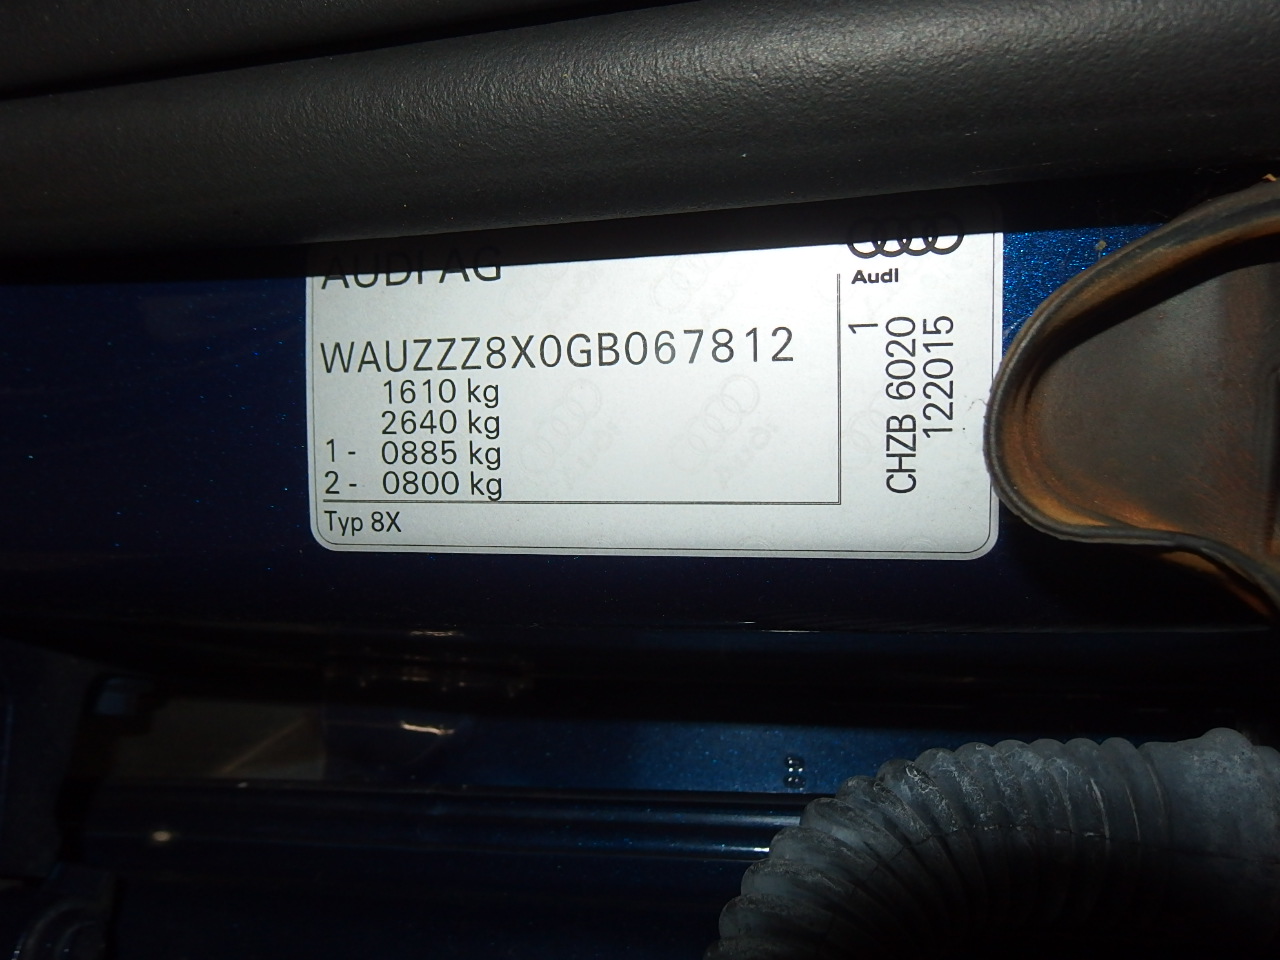 AUDI AG
Audi
WAUZZZ8X0GB067812
1610 kg
2640 kg
1 - 0885 kg
2 - 0800 kg
Typ 8X
1
CHZB 6020
122015